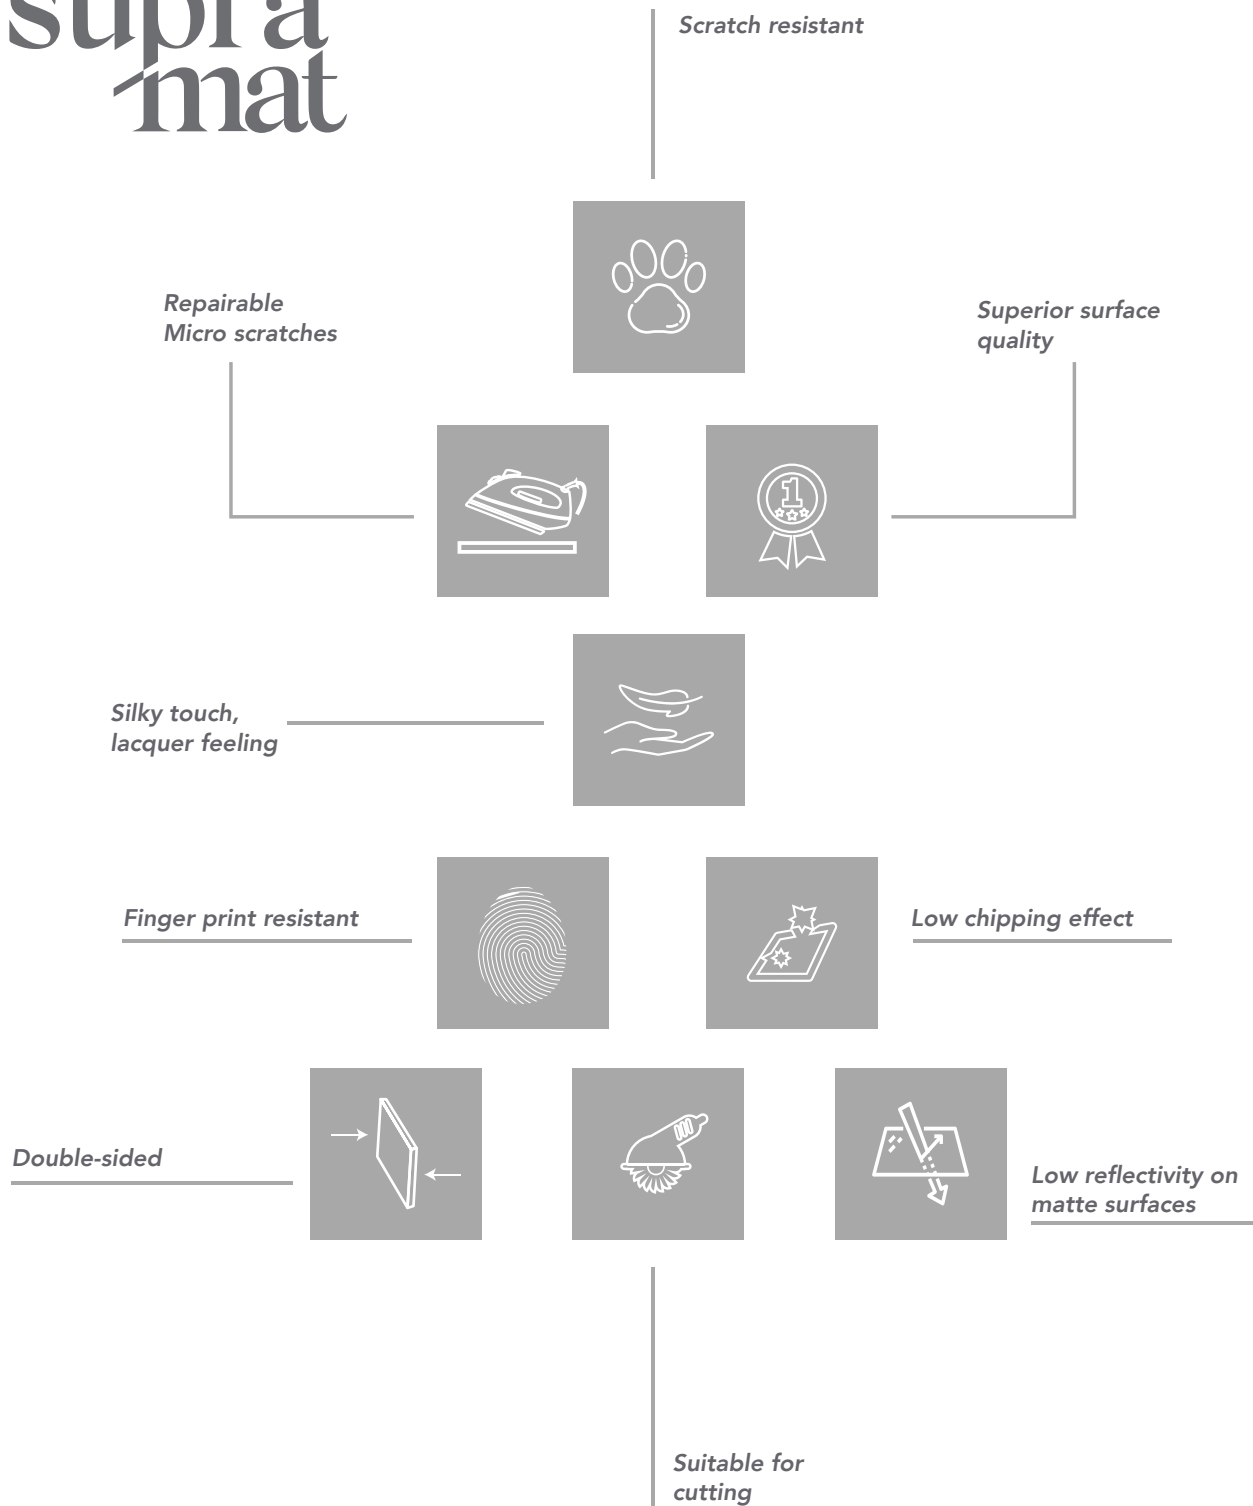 supra
mat
Scratch resistant
Repairable
Micro scratches
Superior surface
quality
1
Silky touch,
lacquer feeling
Finger print resistant
Low chipping effect
Double-sided
Low reflectivity on
matte surfaces
Suitable for
cutting